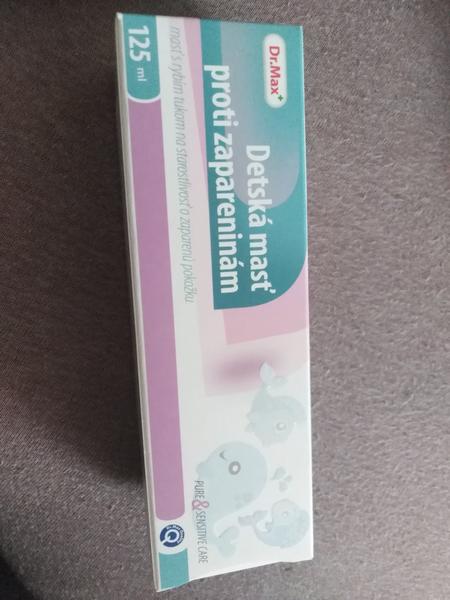 Dr.Max+
Detská masť
proti zapareninám
masť s rybím tukom na starostlivosť o zaparenú pokožku
125 ml
PURE & SENSITIVE CARE
Q